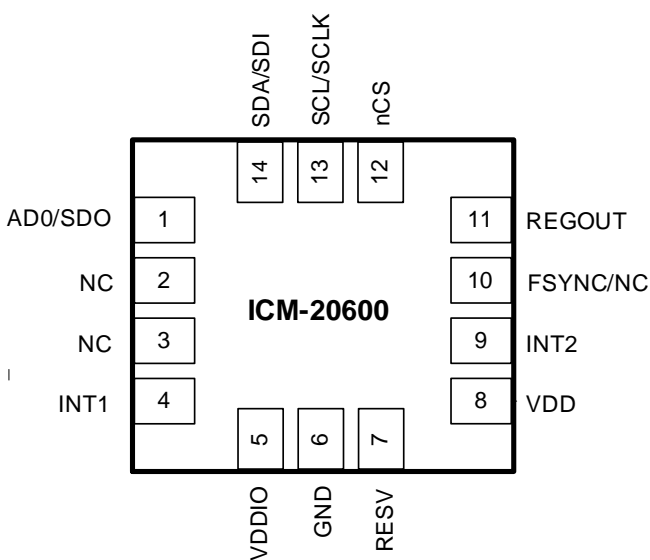 SDA/SDI
SCL/SCLK
nCS
14
13
12
AD0/SDO
1
11
REGOUT
NC
2
10
FSYNC/NC
ICM-20600
NC
3
9
INT2
INT1
4
8
VDD
5
6
7
VDDIO
GND
RESV